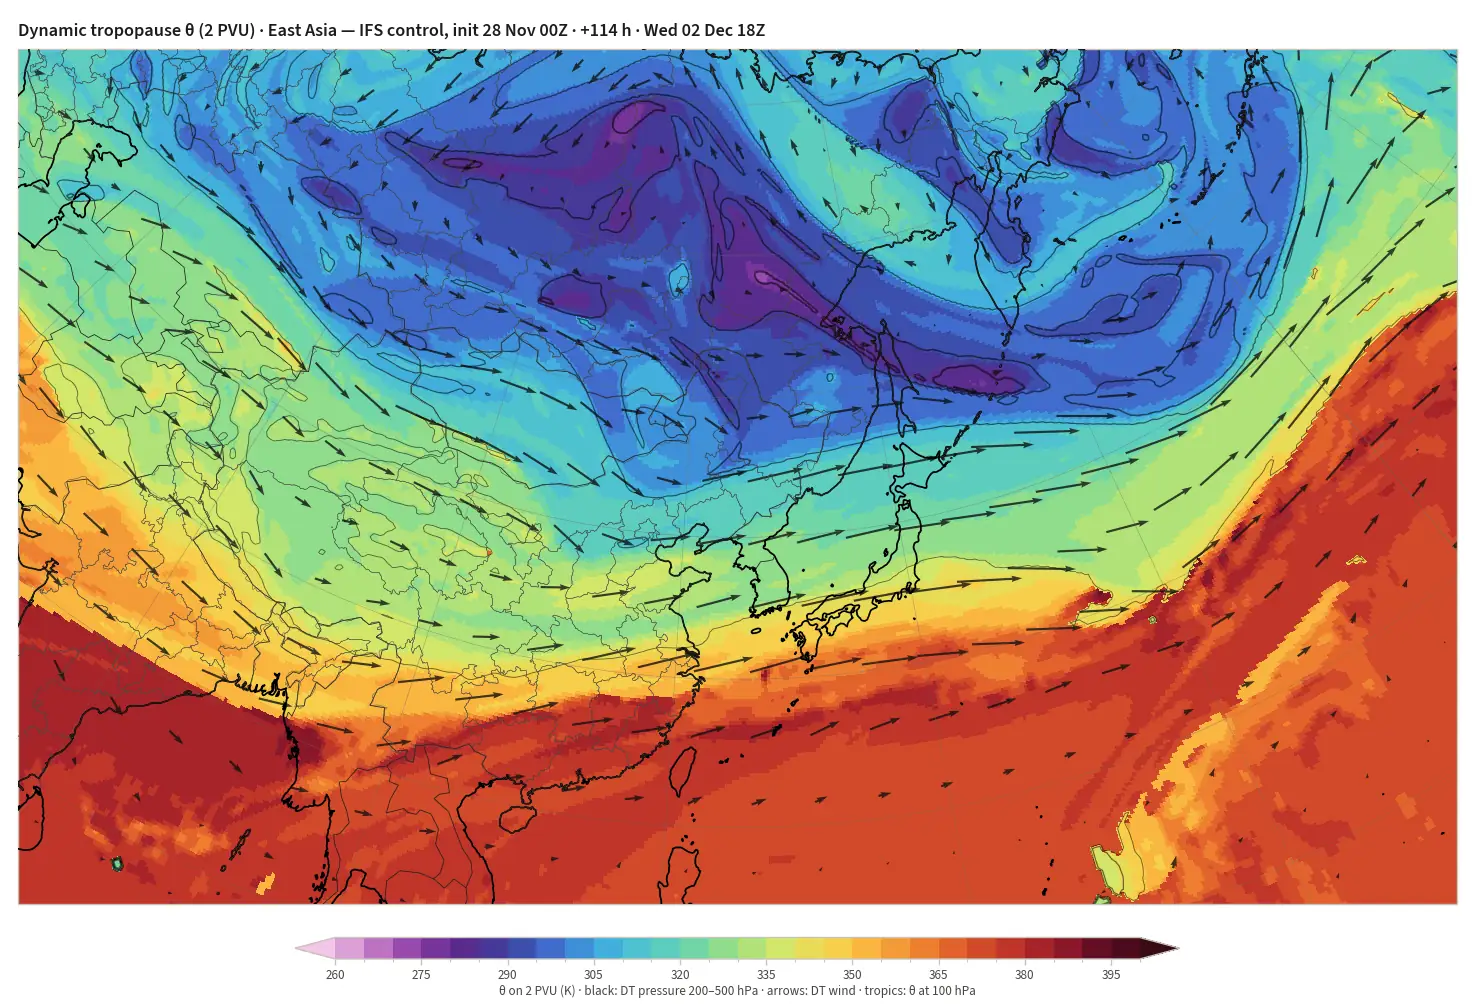 Dynamic tropopause θ (2 PVU) · East Asia — IFS control, init 28 Nov 00Z · +114 h · Wed 02 Dec 18Z
260 275 290 305 320 335 350 365 380 395
θ on 2 PVU (K) · black: DT pressure 200–500 hPa · arrows: DT wind · tropics: θ at 100 hPa